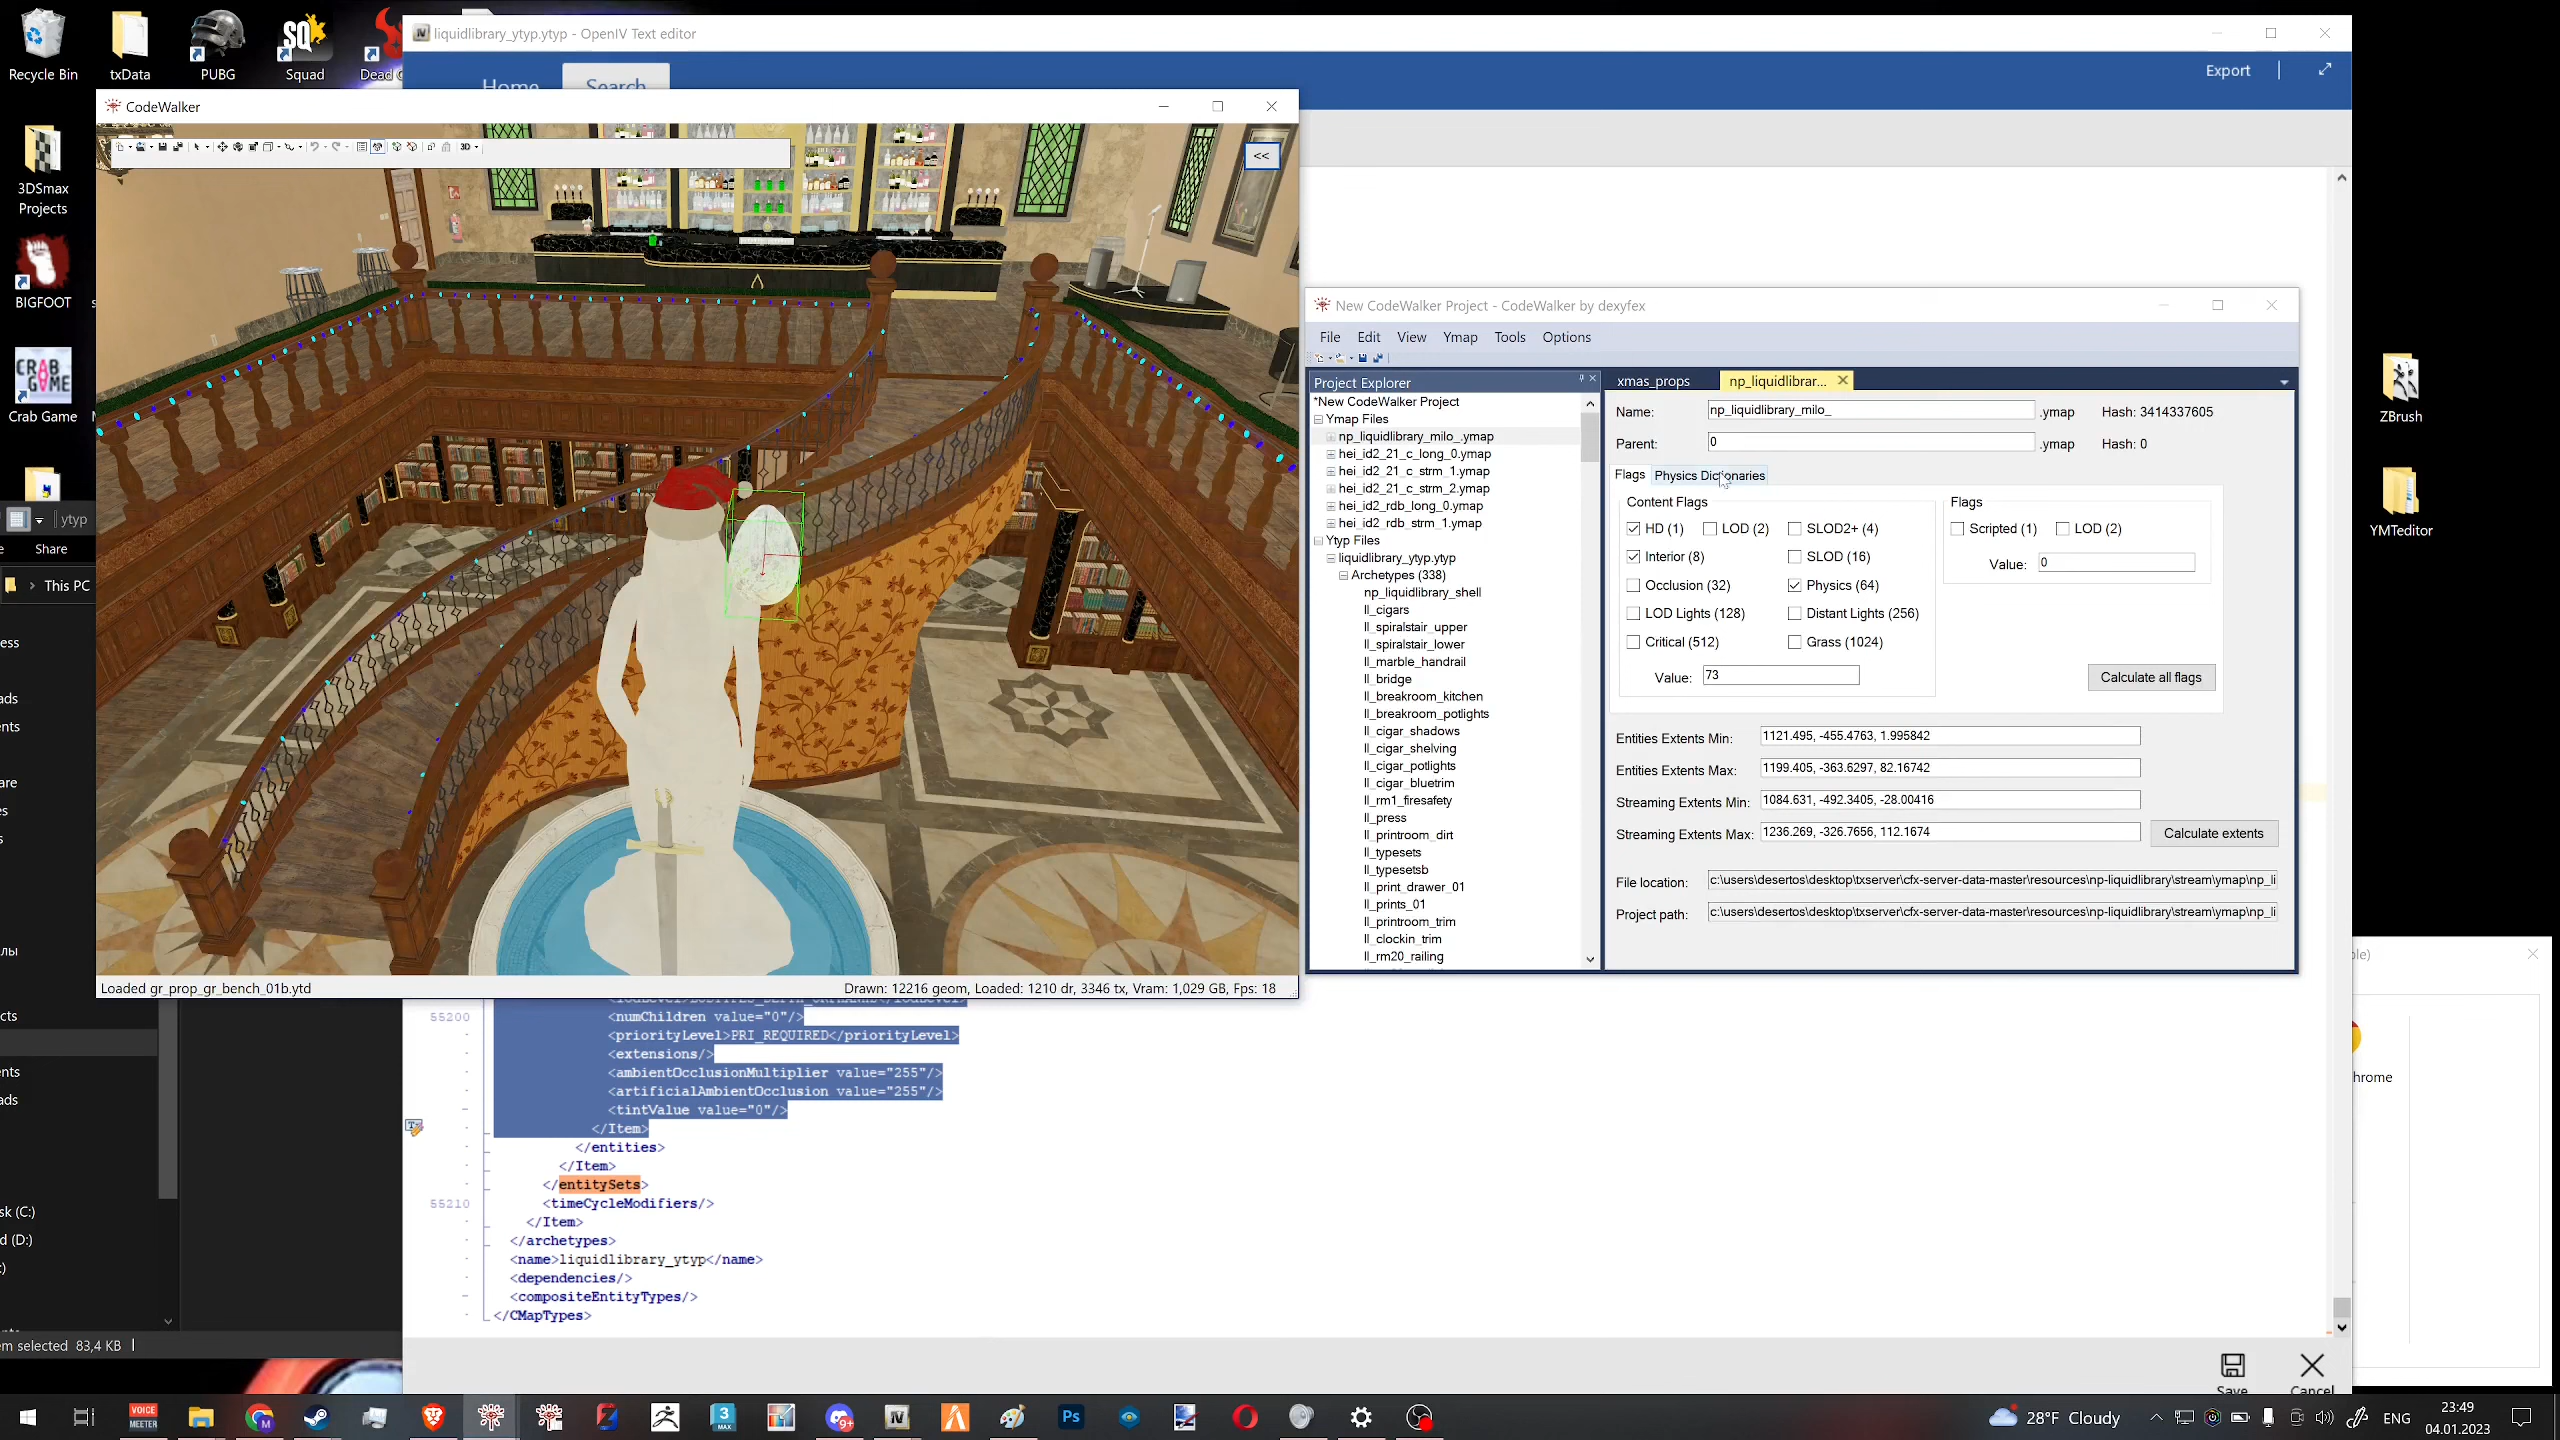 Recycle Bin
txData
PUBG
Squad
Dead
3DSmax
Projects
BIGFOOT
Crab Game
CRAB
GAME
ZBrush
YMTeditor
liquidlibrary_ytyp.ytyp - OpenIV Text editor
Home
Search
Export
CodeWalker
3D
<<
ytyp
Share
This PC
New CodeWalker Project - CodeWalker by dexyfex
File Edit View Ymap Tools Options
Project Explorer
*New CodeWalker Project
Ymap Files
np_liquidlibrary_milo_.ymap
hei_id2_21_c_long_0.ymap
hei_id2_21_c_strm_1.ymap
hei_id2_21_c_strm_2.ymap
hei_id2_rdb_long_0.ymap
hei_id2_rdb_strm_1.ymap
Ytyp Files
liquidlibrary_ytyp.ytyp
Archetypes (338)
np_liquidlibrary_shell
ll_cigars
ll_spiralstair_upper
ll_spiralstair_lower
ll_marble_handrail
ll_bridge
ll_breakroom_kitchen
ll_breakroom_potlights
ll_cigar_shadows
ll_cigar_shelving
ll_cigar_potlights
ll_cigar_bluetrim
ll_rm1_firesafety
ll_press
ll_printroom_dirt
ll_typesets
ll_typesetsb
ll_print_drawer_01
ll_prints_01
ll_printroom_trim
ll_clockin_trim
ll_rm20_railing
xmas_props
np_liquidlibrar...
Name: np_liquidlibrary_milo_ .ymap Hash: 3414337605
Parent: 0 .ymap Hash: 0
Flags Physics Dictionaries
Content Flags
HD (1) LOD (2) SLOD2+ (4)
Interior (8) SLOD (16)
Occlusion (32) Physics (64)
LOD Lights (128) Distant Lights (256)
Critical (512) Grass (1024)
Value: 73
Flags
Scripted (1) LOD (2)
Value: 0
Calculate all flags
Entities Extents Min: 1121.495, -455.4763, 1.995842
Entities Extents Max: 1199.405, -363.6297, 82.16742
Streaming Extents Min: 1084.631, -492.3405, -28.00416
Streaming Extents Max: 1236.269, -326.7656, 112.1674
Calculate extents
File location: c:\users\desertos\desktop\txserver\cfx-server-data-master\resources\np-liquidlibrary\stream\ymap\np_li
Project path: c:\users\desertos\desktop\txserver\cfx-server-data-master\resources\np-liquidlibrary\stream\ymap\np_li
Loaded gr_prop_gr_bench_01b.ytd
Drawn: 12216 geom, Loaded: 1210 dr, 3346 tx, Vram: 1,029 GB, Fps: 18
55200 <numChildren value="0"/>
<priorityLevel>PRI_REQUIRED</priorityLevel>
<extensions/>
<ambientOcclusionMultiplier value="255"/>
<artificialAmbientOcclusion value="255"/>
<tintValue value="0"/>
</Item>
</entities>
</Item>
</entitySets>
55210 <timeCycleModifiers/>
</Item>
</archetypes>
<name>liquidlibrary_ytyp</name>
<dependencies/>
<compositeEntityTypes/>
</CMapTypes>
sk (C:)
d (D:)
em selected 83,4 KB
Save
Cancel
hrome
VOICE
MEETER
Ps
28°F Cloudy
ENG
23:49
04.01.2023